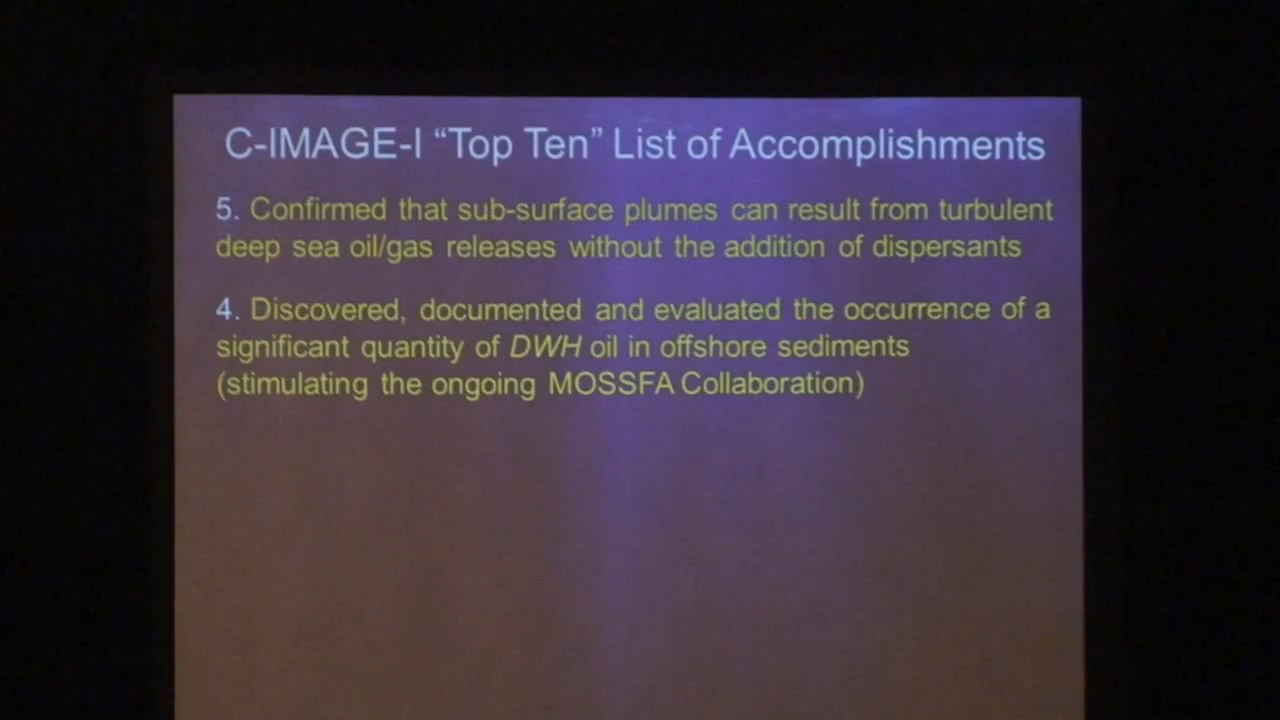 C-IMAGE-I “Top Ten” List of Accomplishments
5. Confirmed that sub-surface plumes can result from turbulent
deep sea oil/gas releases without the addition of dispersants
4. Discovered, documented and evaluated the occurrence of a
significant quantity of DWH oil in offshore sediments
(stimulating the ongoing MOSSFA Collaboration)